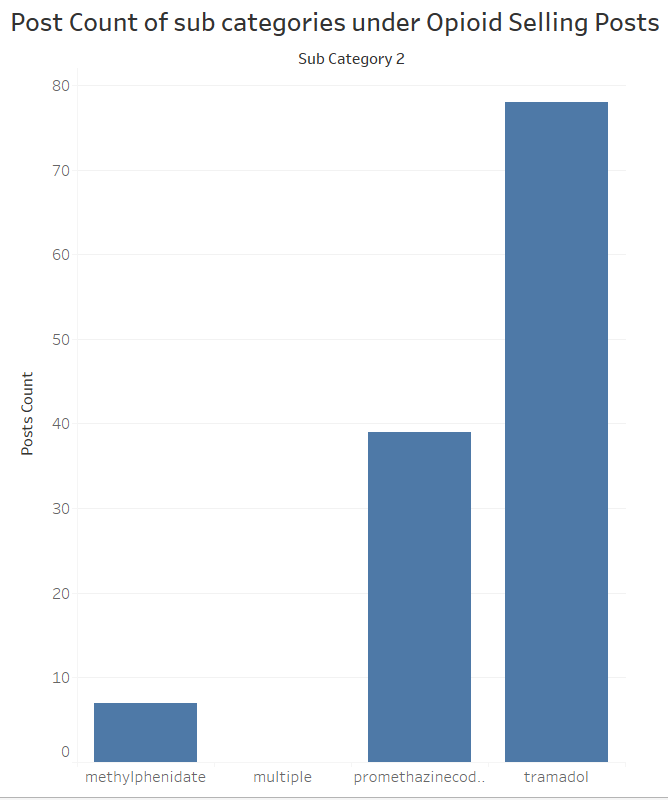 Post Count of sub categories under Opioid Selling Posts
Sub Category 2
80
70
60
50
40
30
20
10
0
Posts Count
methylphenidate multiple promethazinecod.. tramadol